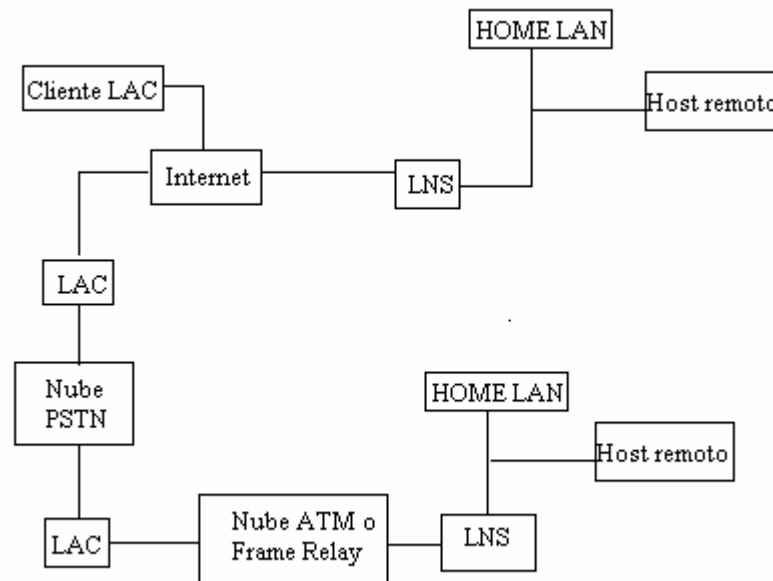 HOME LAN
Cliente LAC
Host remoto
Internet
LNS
LAC
Nube
PSTN
HOME LAN
Host remoto
LAC
Nube ATM o
Frame Relay
LNS